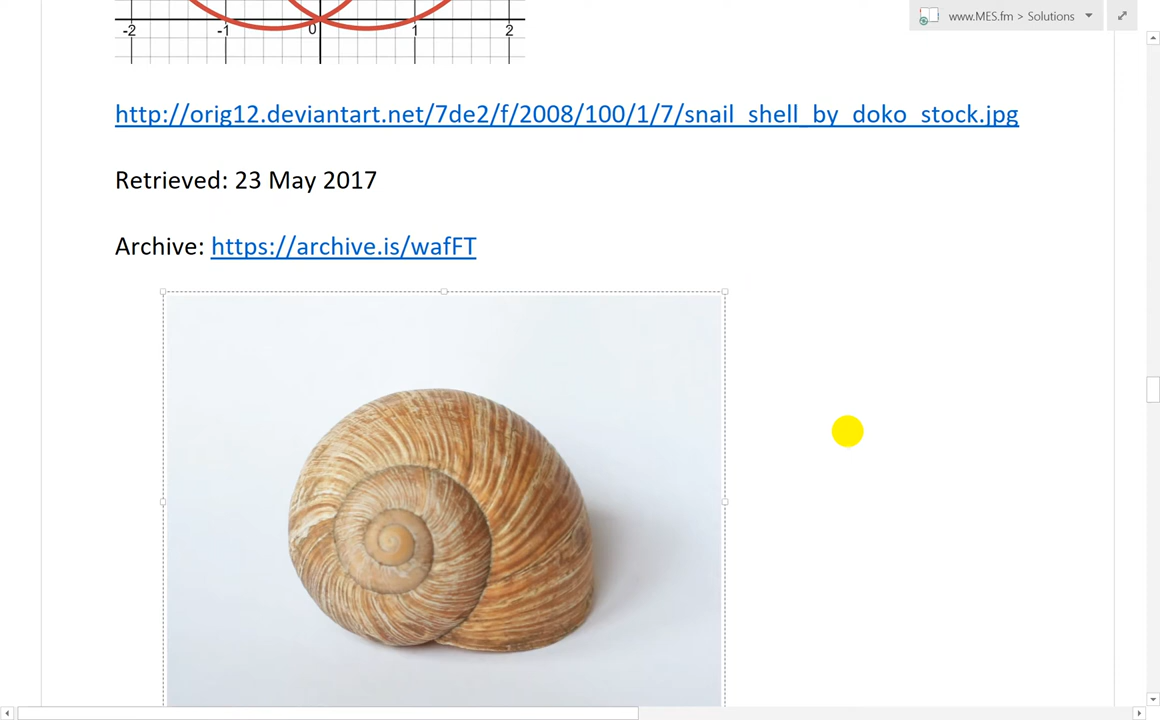 www.MES.fm > Solutions
-2 -1 0 1 2
http://orig12.deviantart.net/7de2/f/2008/100/1/7/snail_shell_by_doko_stock.jpg
Retrieved: 23 May 2017
Archive: https://archive.is/wafFT